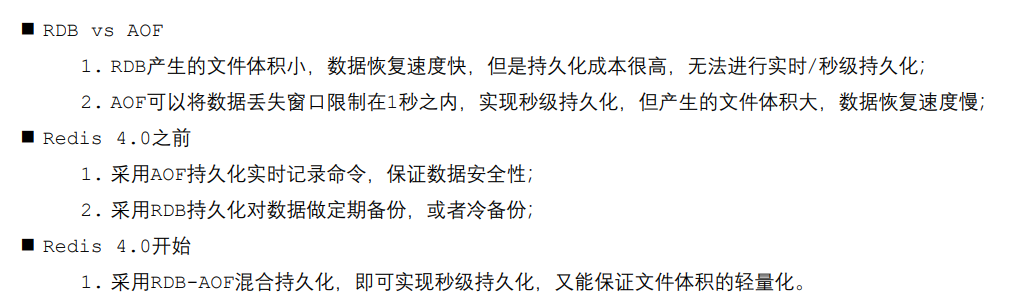 ■ RDB vs AOF
1. RDB产生的文件体积小，数据恢复速度快，但是持久化成本很高，无法进行实时/秒级持久化；
2. AOF可以将数据丢失窗口限制在1秒之内，实现秒级持久化，但产生的文件体积大，数据恢复速度慢；
■ Redis 4.0之前
1. 采用AOF持久化实时记录命令，保证数据安全性；
2. 采用RDB持久化对数据做定期备份，或者冷备份；
■ Redis 4.0开始
1. 采用RDB-AOF混合持久化，即可实现秒级持久化，又能保证文件体积的轻量化。